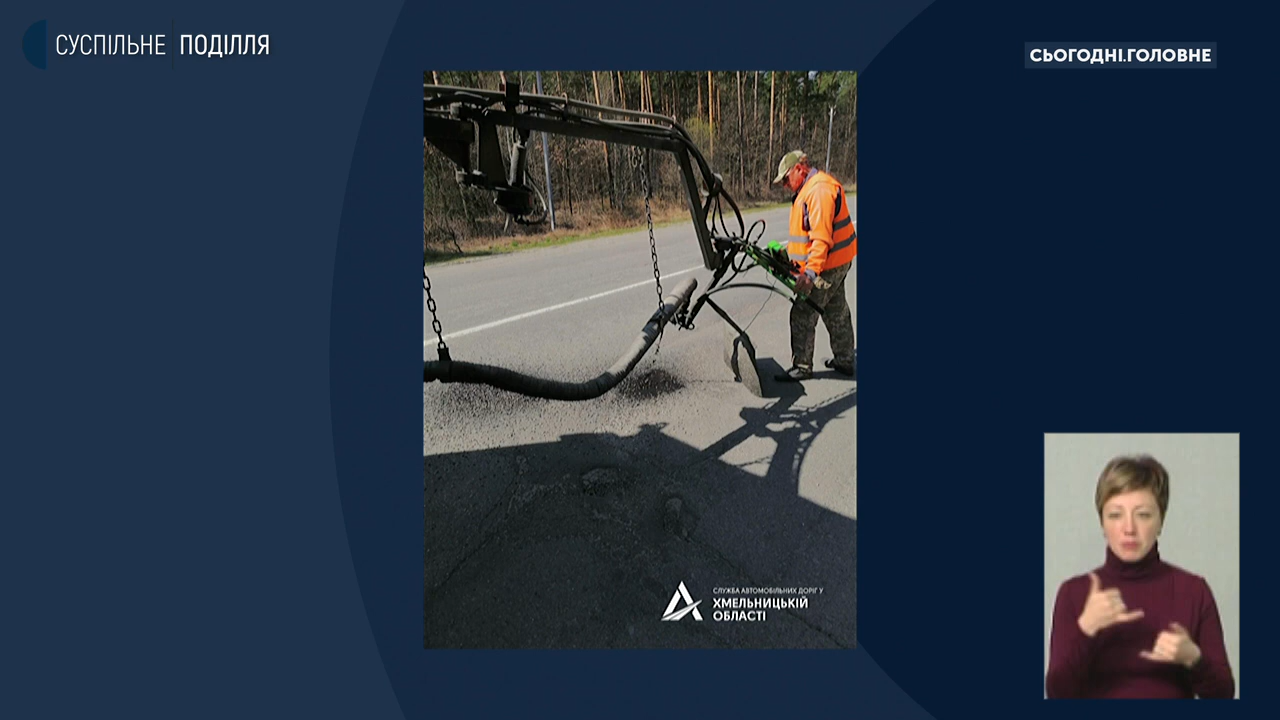 СУСПІЛЬНЕ ПОДІЛЛЯ
СЬОГОДНІ.ГОЛОВНЕ
СЛУЖБА АВТОМОБІЛЬНИХ ДОРІГ У
ХМЕЛЬНИЦЬКІЙ
ОБЛАСТІ